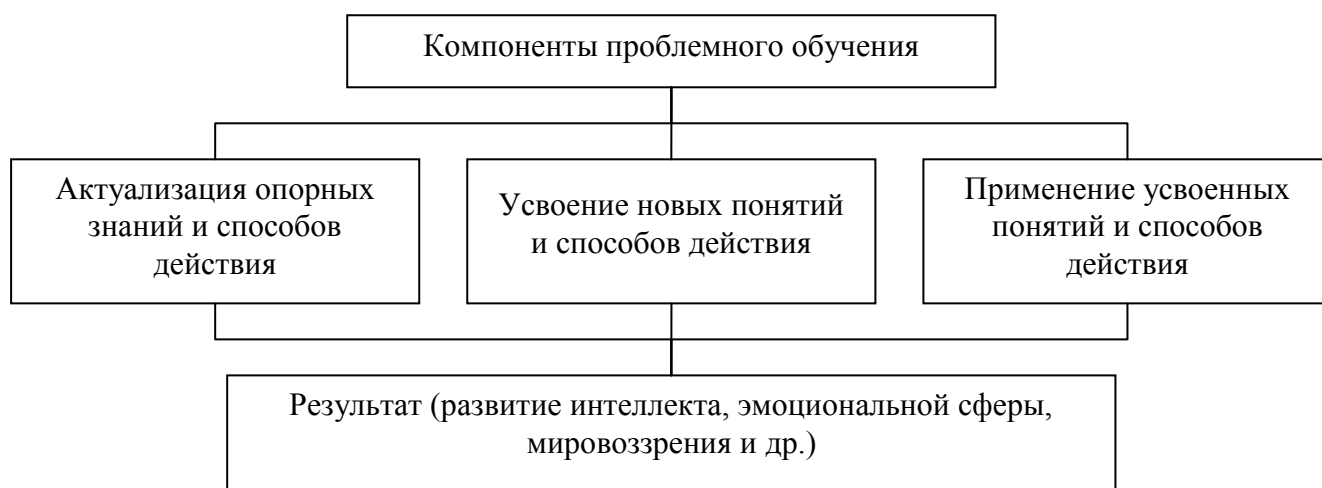 Компоненты проблемного обучения
Актуализация опорных
знаний и способов
действия
Усвоение новых понятий
и способов действия
Применение усвоенных
понятий и способов
действия
Результат (развитие интеллекта, эмоциональной сферы,
мировоззрения и др.)